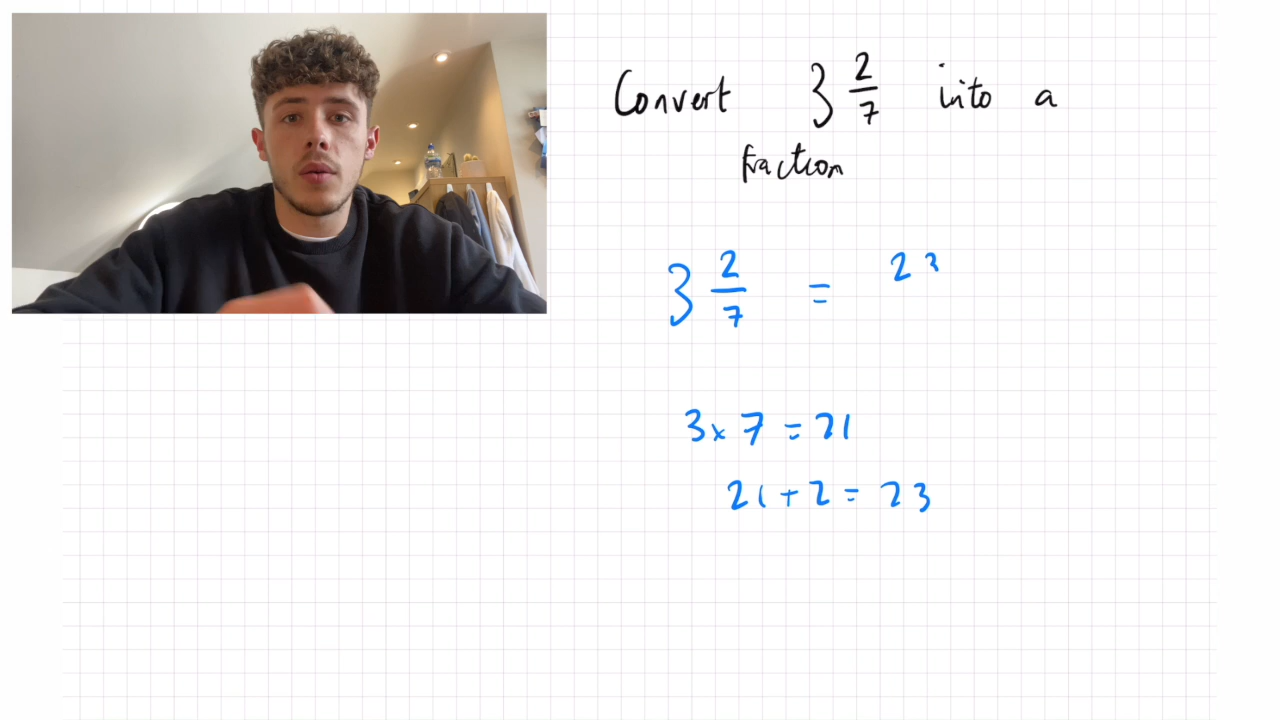 Convert 3 2/7 into a
fraction
3 2/7 = 23
3 x 7 = 21
21 + 2 = 23